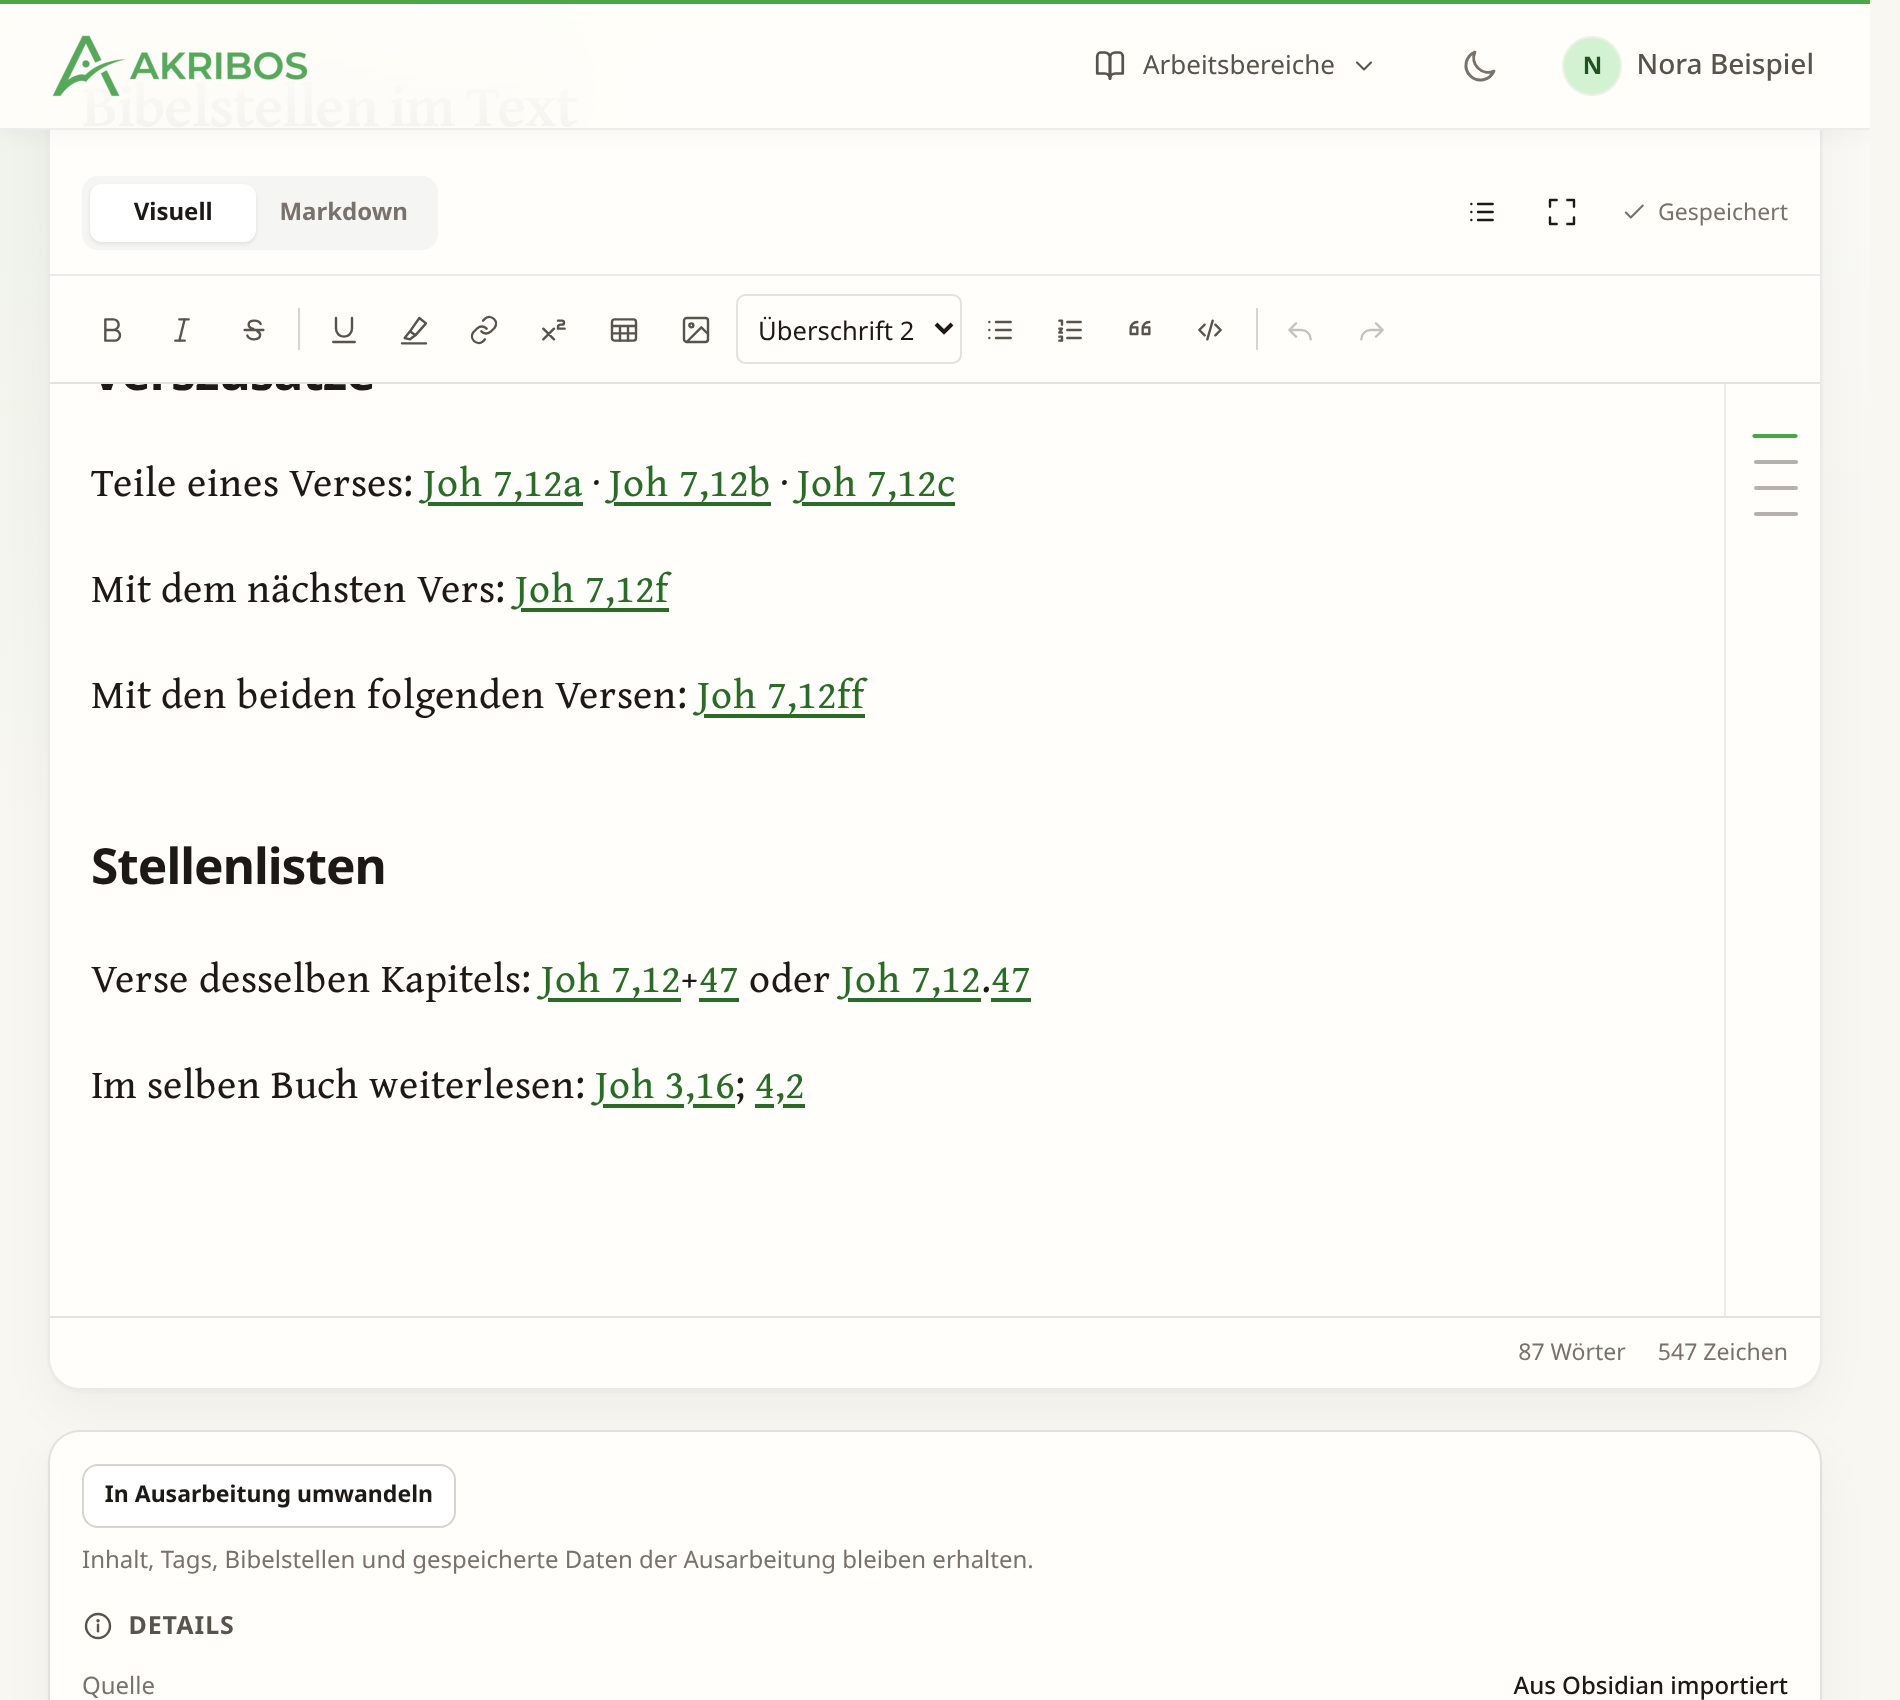 AKRIBOS
Arbeitsbereiche
N
Nora Beispiel
Bibelstellen im Text
Visuell
Markdown
Gespeichert
Überschrift 2
Verszusätze
Teile eines Verses: Joh 7,12a · Joh 7,12b · Joh 7,12c
Mit dem nächsten Vers: Joh 7,12f
Mit den beiden folgenden Versen: Joh 7,12ff
Stellenlisten
Verse desselben Kapitels: Joh 7,12+47 oder Joh 7,12.47
Im selben Buch weiterlesen: Joh 3,16; 4,2
87 Wörter
547 Zeichen
In Ausarbeitung umwandeln
Inhalt, Tags, Bibelstellen und gespeicherte Daten der Ausarbeitung bleiben erhalten.
DETAILS
Quelle
Aus Obsidian importiert